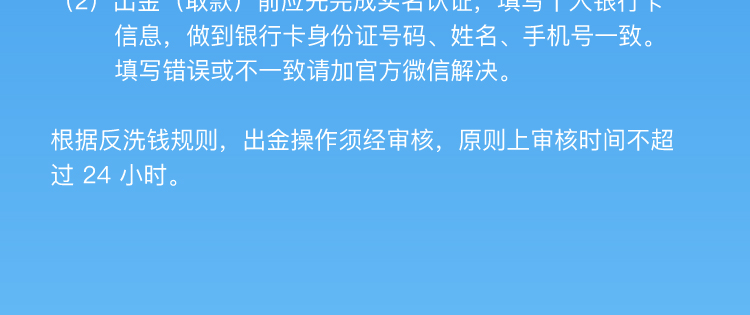 (2) 出金（取款）前应先完成实名认证，填写个人银行卡
信息，做到银行卡身份证号码、姓名、手机号一致。
填写错误或不一致请加官方微信解决。
根据反洗钱规则，出金操作须经审核，原则上审核时间不超
过 24 小时。